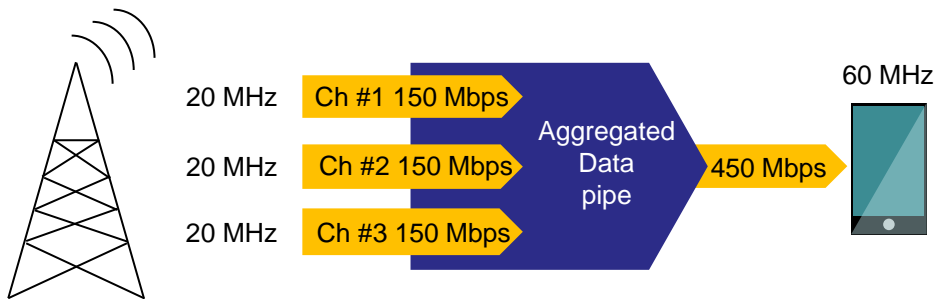 60 MHz
20 MHz
Ch #1 150 Mbps
20 MHz
Ch #2 150 Mbps
20 MHz
Ch #3 150 Mbps
Aggregated
Data
pipe
450 Mbps